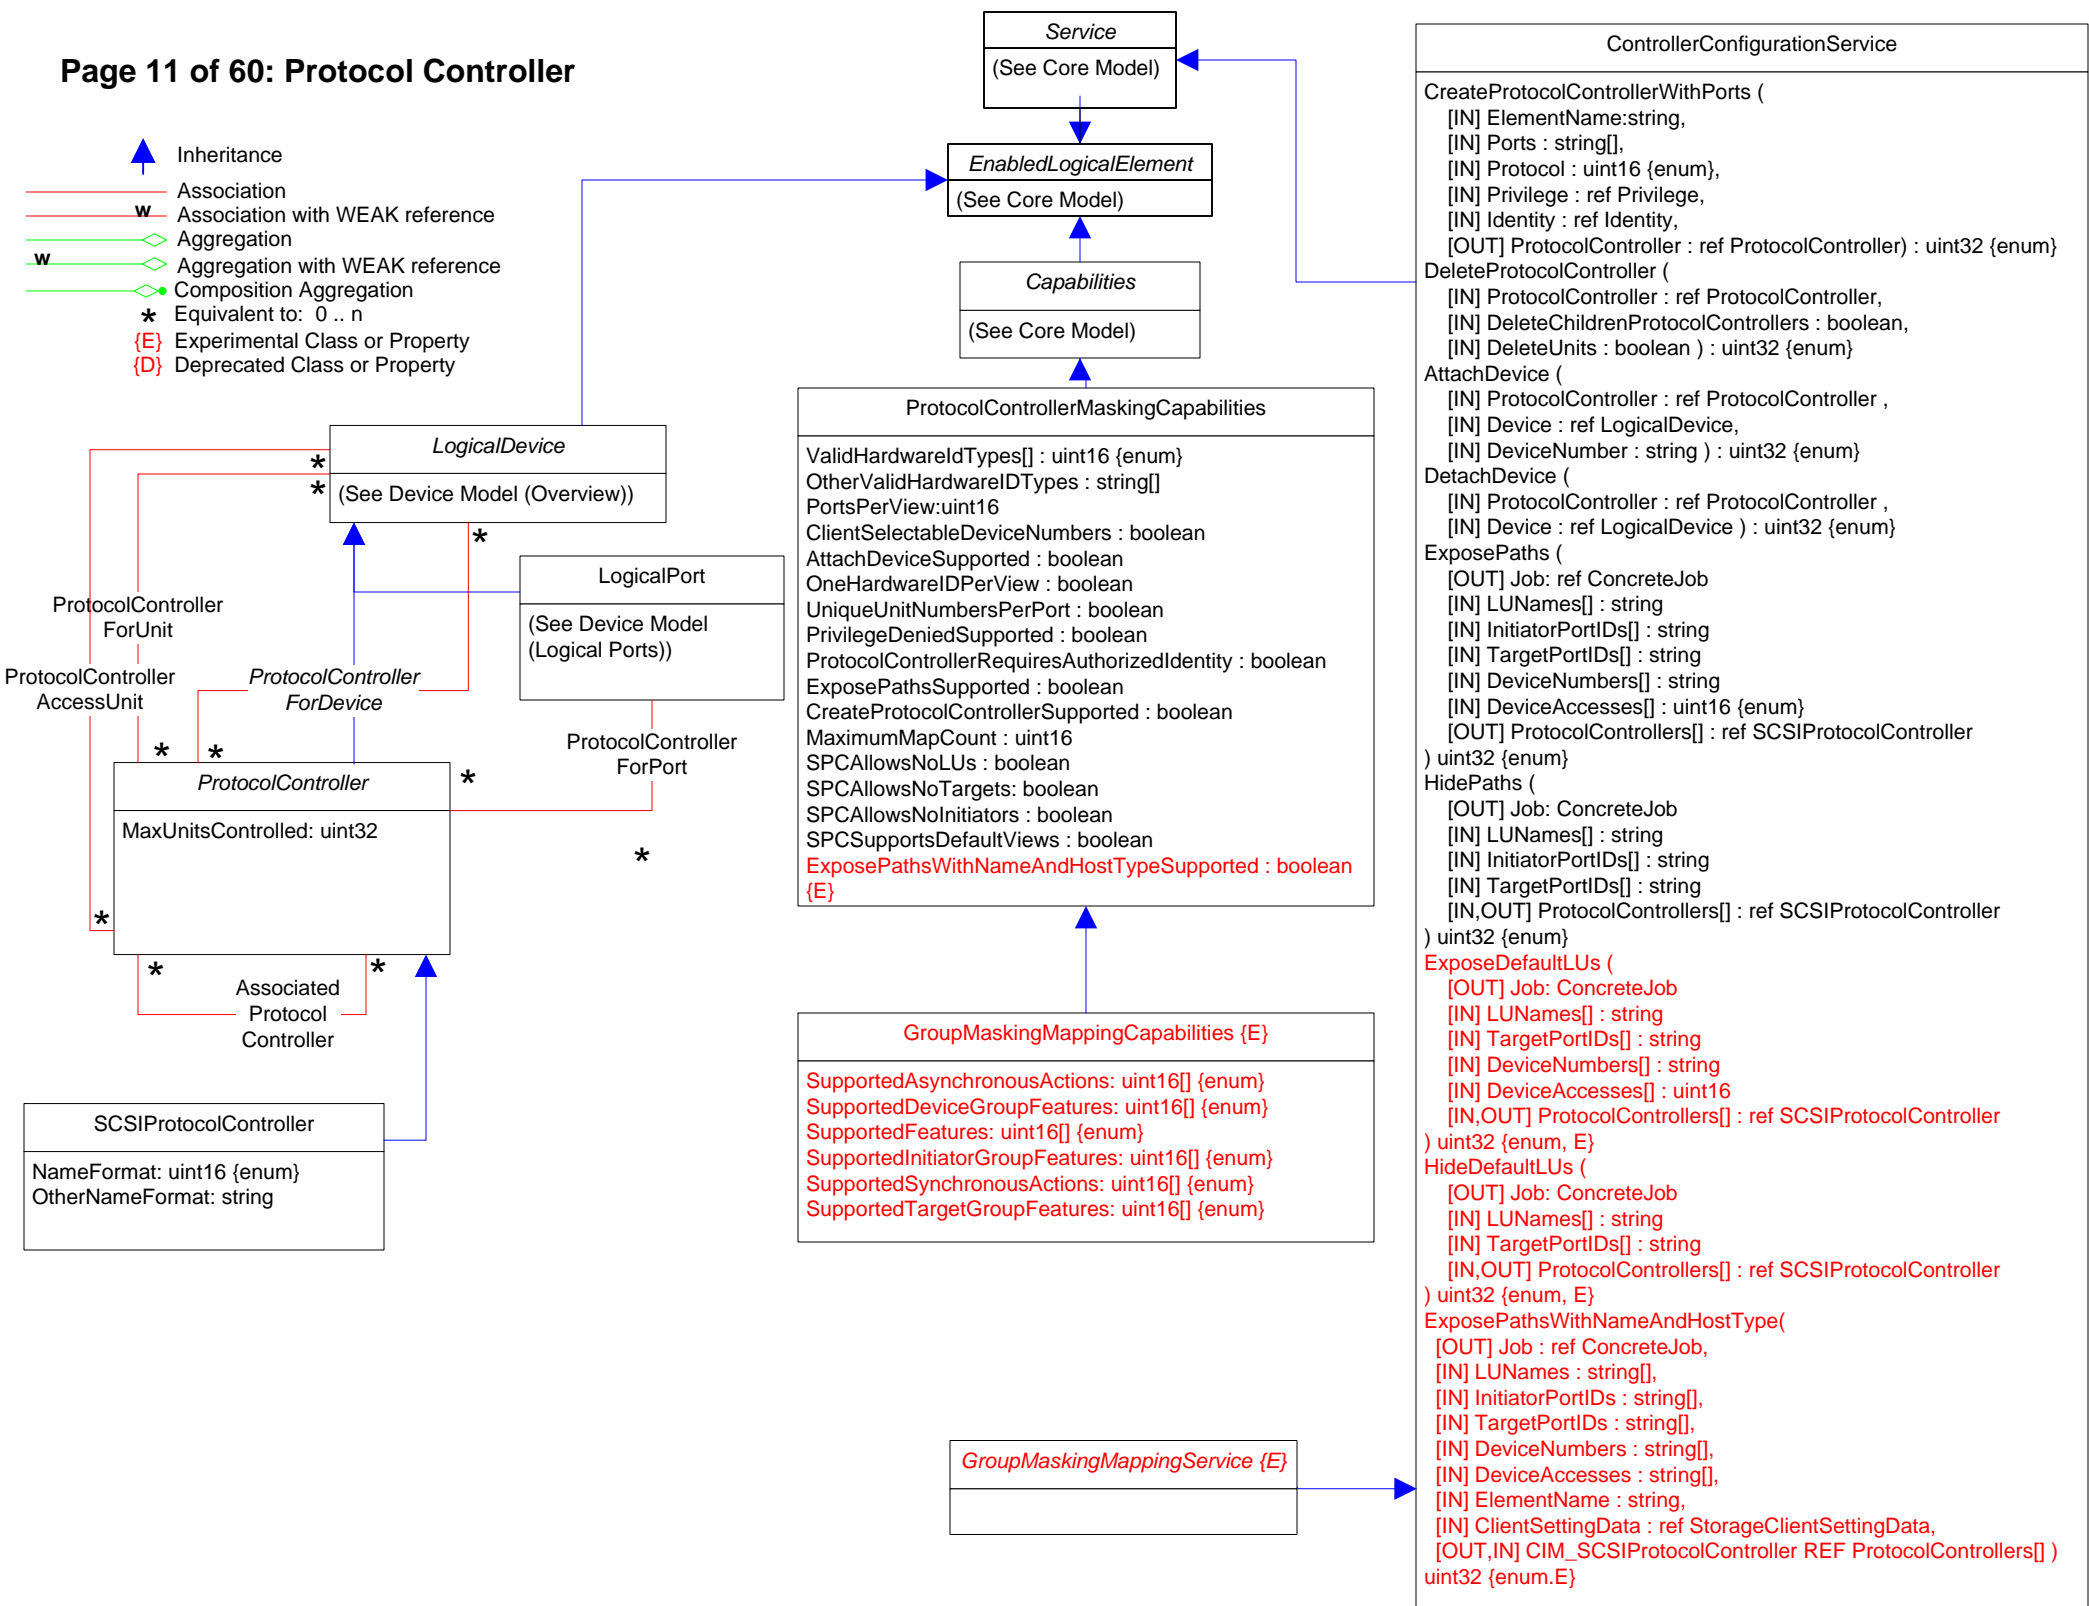 Page 11 of 60: Protocol Controller
Inheritance
Association
w
Association with WEAK reference
Aggregation
w
Aggregation with WEAK reference
Composition Aggregation
* Equivalent to: 0 .. n
{E} Experimental Class or Property
{D} Deprecated Class or Property
Service
(See Core Model)
EnabledLogicalElement
(See Core Model)
Capabilities
(See Core Model)
LogicalDevice
(See Device Model (Overview))
*
*
*
LogicalPort
(See Device Model
(Logical Ports))
ProtocolController
ForUnit
ProtocolController
AccessUnit
ProtocolController
ForDevice
ProtocolController
ForPort
*
*
*
*
*
ProtocolController
MaxUnitsControlled: uint32
*
*
Associated
Protocol
Controller
SCSIProtocolController
NameFormat: uint16 {enum}
OtherNameFormat: string
ProtocolControllerMaskingCapabilities
ValidHardwareIdTypes[] : uint16 {enum}
OtherValidHardwareIDTypes : string[]
PortsPerView:uint16
ClientSelectableDeviceNumbers : boolean
AttachDeviceSupported : boolean
OneHardwareIDPerView : boolean
UniqueUnitNumbersPerPort : boolean
PrivilegeDeniedSupported : boolean
ProtocolControllerRequiresAuthorizedIdentity : boolean
ExposePathsSupported : boolean
CreateProtocolControllerSupported : boolean
MaximumMapCount : uint16
SPCAllowsNoLUs : boolean
SPCAllowsNoTargets: boolean
SPCAllowsNoInitiators : boolean
SPCSupportsDefaultViews : boolean
ExposePathsWithNameAndHostTypeSupported : boolean
{E}
GroupMaskingMappingCapabilities {E}
SupportedAsynchronousActions: uint16[] {enum}
SupportedDeviceGroupFeatures: uint16[] {enum}
SupportedFeatures: uint16[] {enum}
SupportedInitiatorGroupFeatures: uint16[] {enum}
SupportedSynchronousActions: uint16[] {enum}
SupportedTargetGroupFeatures: uint16[] {enum}
GroupMaskingMappingService {E}
ControllerConfigurationService
CreateProtocolControllerWithPorts (
[IN] ElementName:string,
[IN] Ports : string[],
[IN] Protocol : uint16 {enum},
[IN] Privilege : ref Privilege,
[IN] Identity : ref Identity,
[OUT] ProtocolController : ref ProtocolController) : uint32 {enum}
DeleteProtocolController (
[IN] ProtocolController : ref ProtocolController,
[IN] DeleteChildrenProtocolControllers : boolean,
[IN] DeleteUnits : boolean ) : uint32 {enum}
AttachDevice (
[IN] ProtocolController : ref ProtocolController ,
[IN] Device : ref LogicalDevice,
[IN] DeviceNumber : string ) : uint32 {enum}
DetachDevice (
[IN] ProtocolController : ref ProtocolController ,
[IN] Device : ref LogicalDevice ) : uint32 {enum}
ExposePaths (
[OUT] Job: ref ConcreteJob
[IN] LUNames[] : string
[IN] InitiatorPortIDs[] : string
[IN] TargetPortIDs[] : string
[IN] DeviceNumbers[] : string
[IN] DeviceAccesses[] : uint16 {enum}
[OUT] ProtocolControllers[] : ref SCSIProtocolController
) uint32 {enum}
HidePaths (
[OUT] Job: ConcreteJob
[IN] LUNames[] : string
[IN] InitiatorPortIDs[] : string
[IN] TargetPortIDs[] : string
[IN,OUT] ProtocolControllers[] : ref SCSIProtocolController
) uint32 {enum}
ExposeDefaultLUs (
[OUT] Job: ConcreteJob
[IN] LUNames[] : string
[IN] TargetPortIDs[] : string
[IN] DeviceNumbers[] : string
[IN] DeviceAccesses[] : uint16
[IN,OUT] ProtocolControllers[] : ref SCSIProtocolController
) uint32 {enum, E}
HideDefaultLUs (
[OUT] Job: ConcreteJob
[IN] LUNames[] : string
[IN] TargetPortIDs[] : string
[IN,OUT] ProtocolControllers[] : ref SCSIProtocolController
) uint32 {enum, E}
ExposePathsWithNameAndHostType(
[OUT] Job : ref ConcreteJob,
[IN] LUNames : string[],
[IN] InitiatorPortIDs : string[],
[IN] TargetPortIDs : string[],
[IN] DeviceNumbers : string[],
[IN] DeviceAccesses : string[],
[IN] ElementName : string,
[IN] ClientSettingData : ref StorageClientSettingData,
[OUT,IN] CIM_SCSIProtocolController REF ProtocolControllers[] )
uint32 {enum.E}